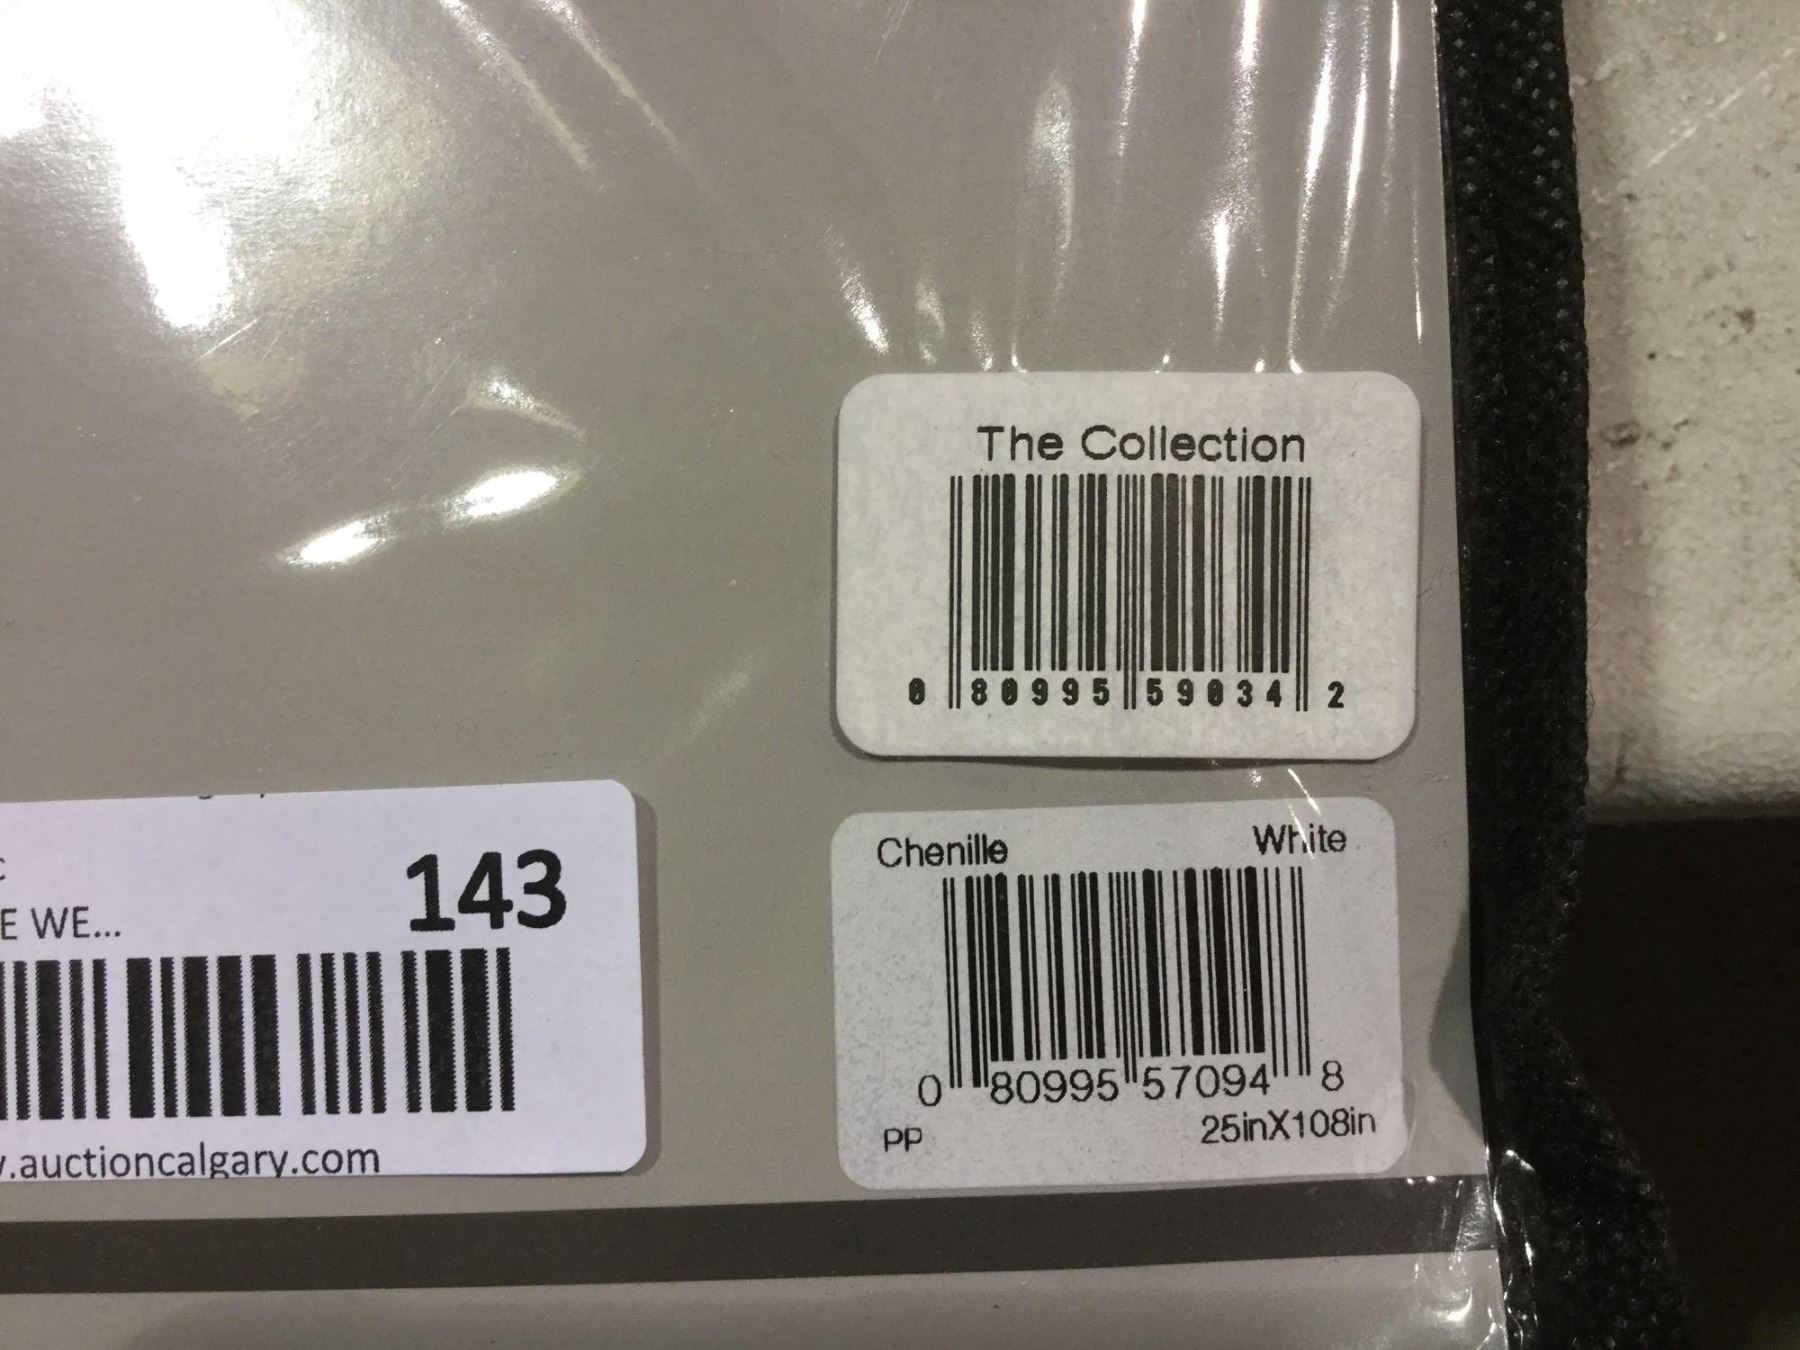 The Collection
0 80995 59034 2
143
E WE...
.auctioncalgary.com
Chenille White
0 80995 57094 8
PP 25inX108in